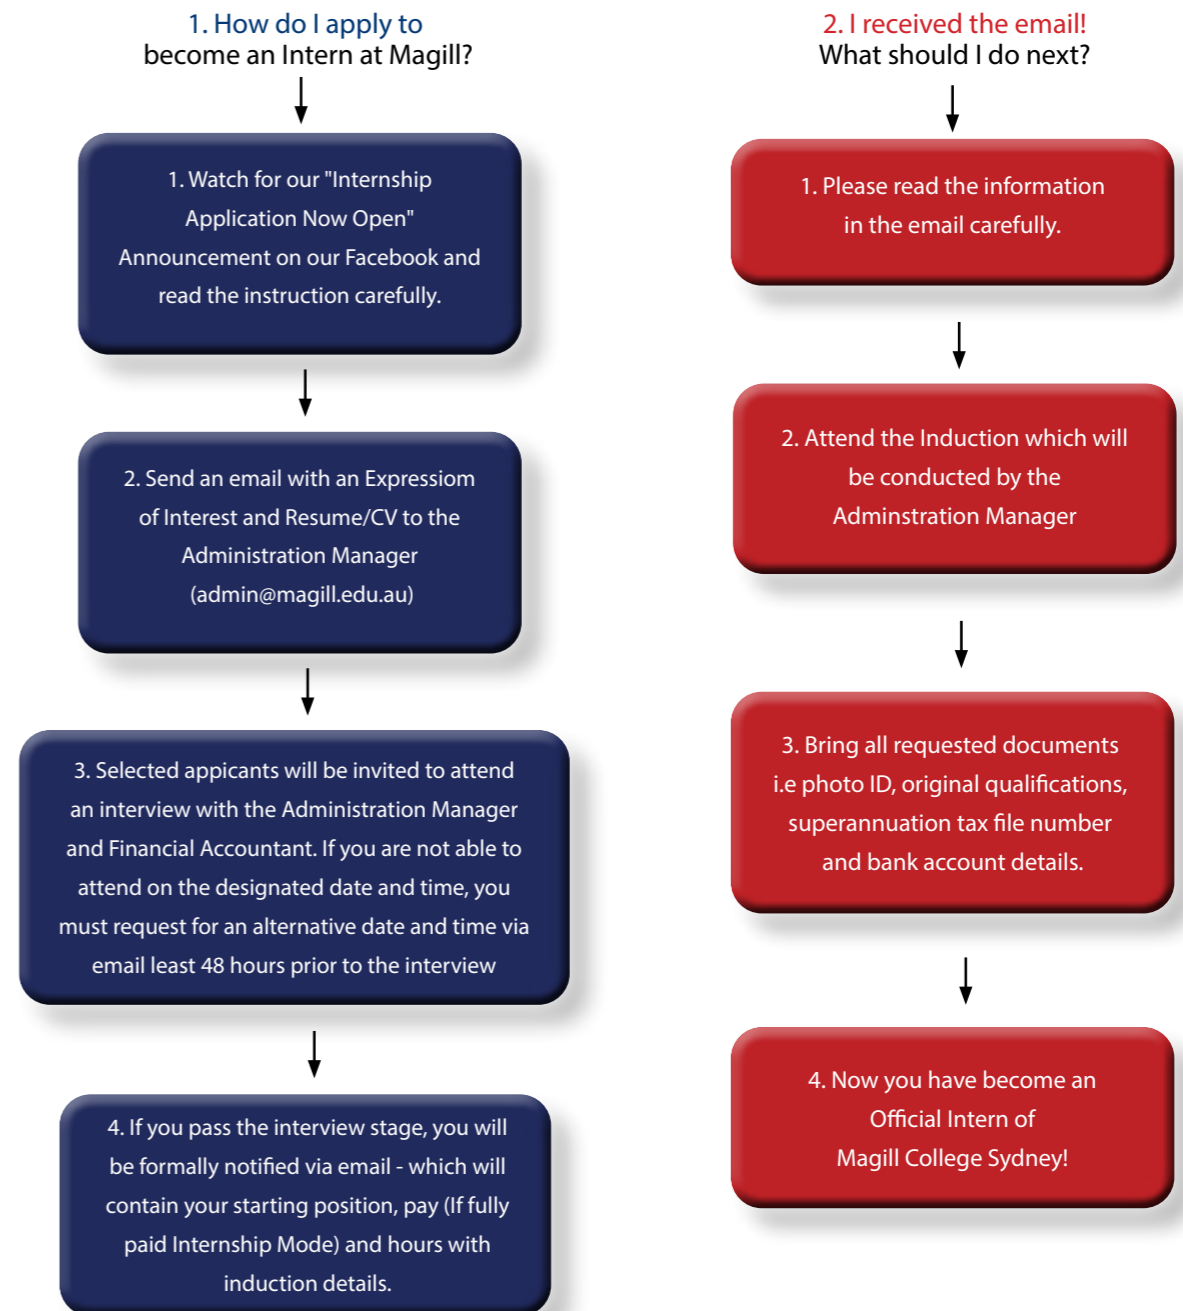 1. How do I apply to
become an Intern at Magill?
1. Watch for our "Internship
Application Now Open"
Announcement on our Facebook and
read the instruction carefully.
2. Send an email with an Expressiom
of Interest and Resume/CV to the
Administration Manager
(admin@magill.edu.au)
3. Selected appicants will be invited to attend
an interview with the Administration Manager
and Financial Accountant. If you are not able to
attend on the designated date and time, you
must request for an alternative date and time via
email least 48 hours prior to the interview
4. If you pass the interview stage, you will
be formally notified via email - which will
contain your starting position, pay (If fully
paid Internship Mode) and hours with
induction details.
2. I received the email!
What should I do next?
1. Please read the information
in the email carefully.
2. Attend the Induction which will
be conducted by the
Adminstration Manager
3. Bring all requested documents
i.e photo ID, original qualifications,
superannuation tax file number
and bank account details.
4. Now you have become an
Official Intern of
Magill College Sydney!